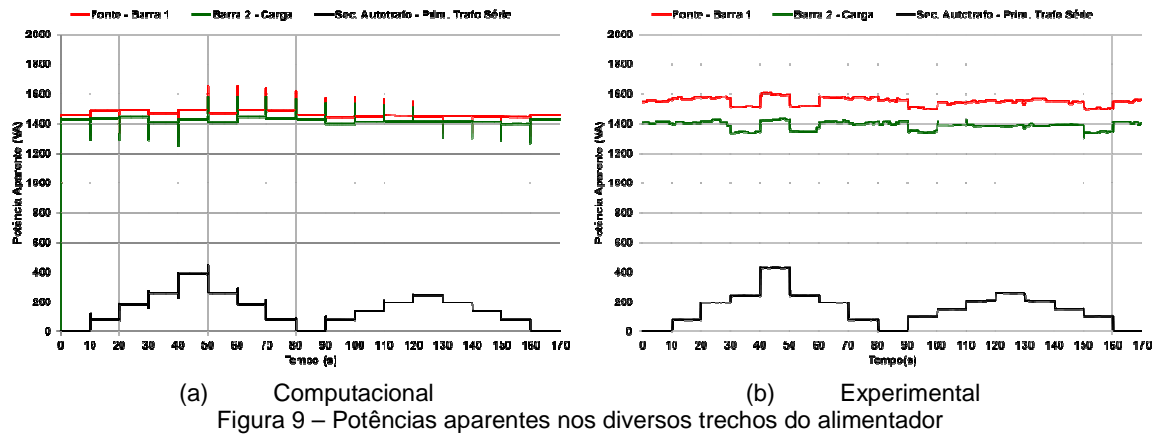 Fonte - Barra 1 Barra 2 - Carga Sec. Autotrafo - Prim. Trafo Série
Potência Aparente (VA)
2000
1800
1600
1400
1200
1000
800
600
400
200
0
0 10 20 30 40 50 60 70 80 90 100 110 120 130 140 150 160 170
Tempo (s)
(a) Computacional
Fonte - Barra 1 Barra 2 - Carga Sec. Autotrafo - Prim. Trafo Série
Potência Aparente (VA)
2000
1800
1600
1400
1200
1000
800
600
400
200
0
0 10 20 30 40 50 60 70 80 90 100 110 120 130 140 150 160 170
Tempo(s)
(b) Experimental
Figura 9 – Potências aparentes nos diversos trechos do alimentador